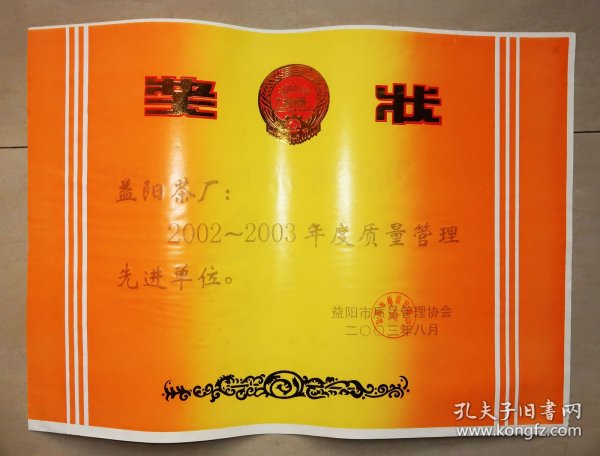 奖 状
益阳茶厂：
2002～2003年度质量管理
先进单位。
益阳市质量管理协会
二〇〇三年八月
孔夫子旧书网
www.kongfz.com